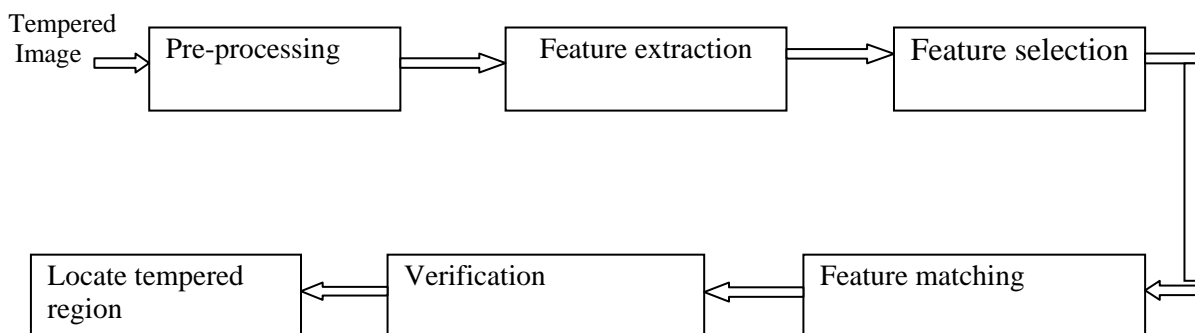 Tempered
Image
Pre-processing
Feature extraction
Feature selection
Feature matching
Verification
Locate tempered
region